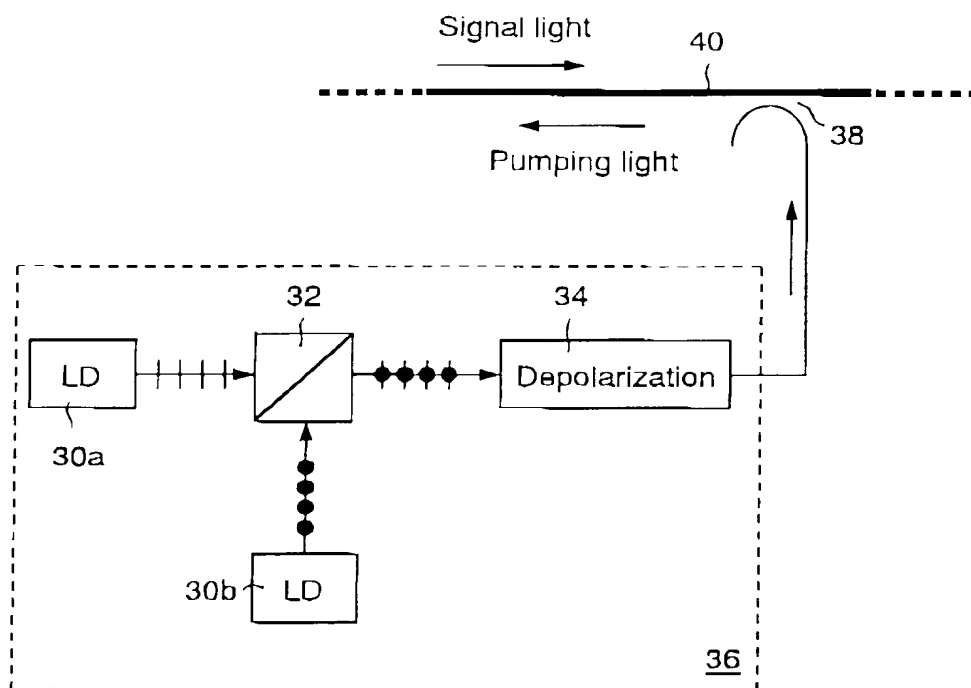 Signal light
40
38
Pumping light
32
34
LD
Depolarization
30a
30b
LD
36